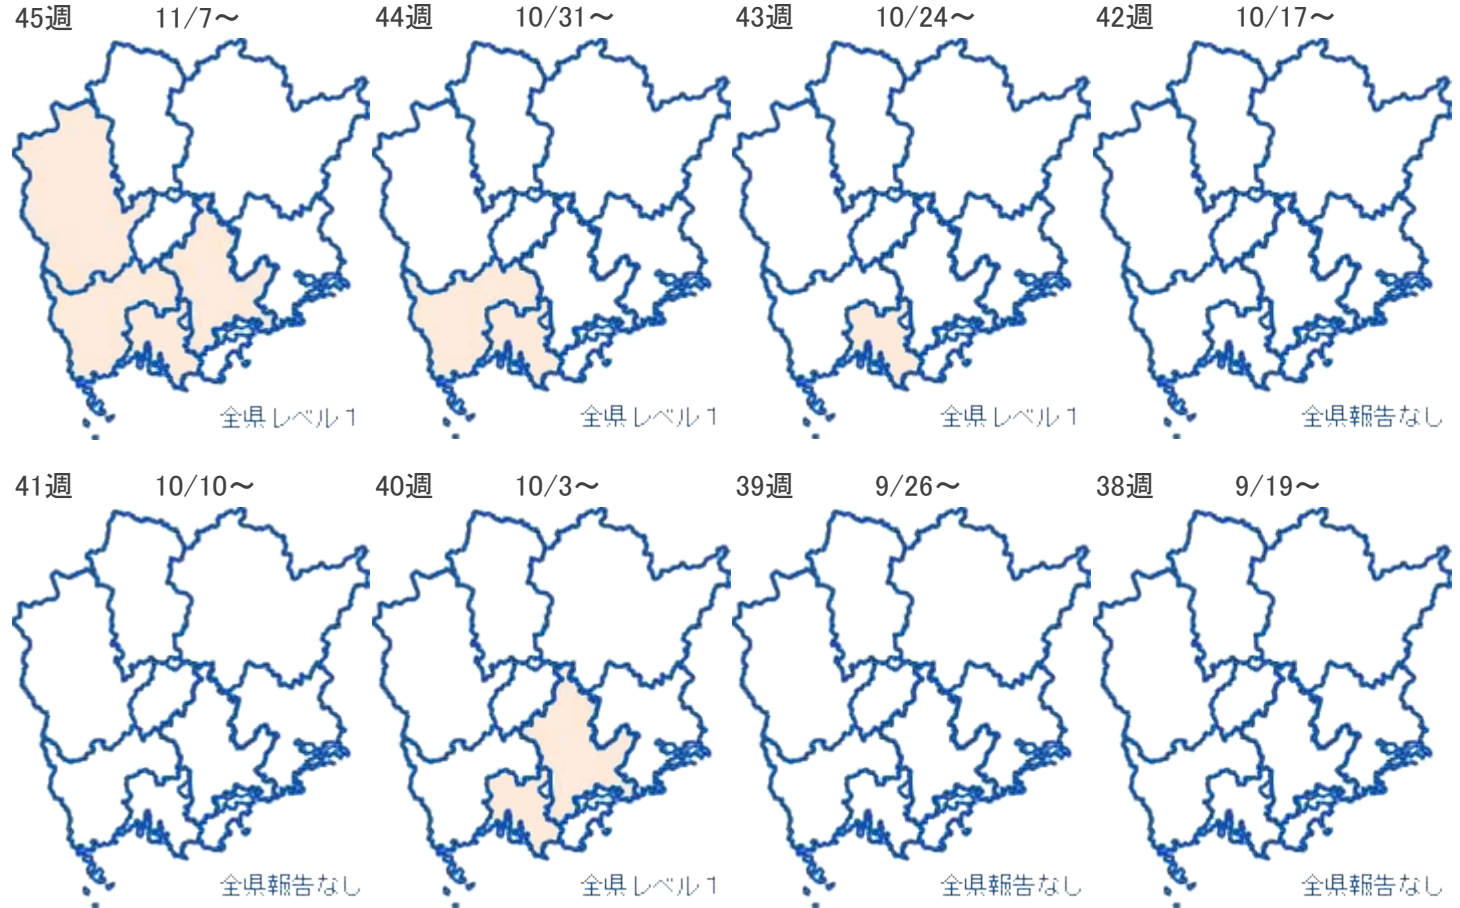 45週 11/7～ 44週 10/31～ 43週 10/24～ 42週 10/17～
全県レベル１ 全県レベル１ 全県レベル１ 全県報告なし
41週 10/10～ 40週 10/3～ 39週 9/26～ 38週 9/19～
全県報告なし 全県レベル１ 全県報告なし 全県報告なし